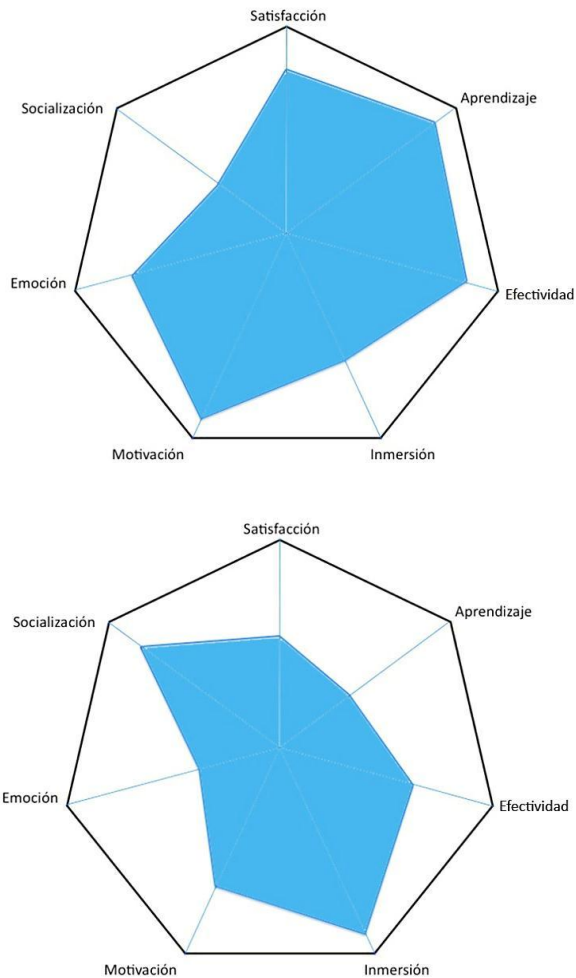 Satisfacción
Aprendizaje
Socialización
Emoción
Efectividad
Motivación
Inmersión
Satisfacción
Aprendizaje
Socialización
Emoción
Efectividad
Motivación
Inmersión